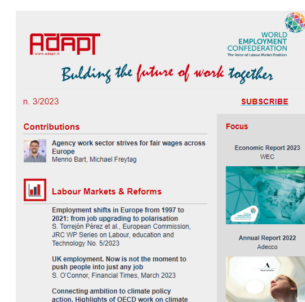 ADAPT
www.adapt.it
WORLD
EMPLOYMENT
CONFEDERATION
The Voice of Labour Market Enablers
Bulding the future of work together
n. 3/2023
SUBSCRIBE
Contributions
Agency work sector strives for fair wages across
Europe
Menno Bart, Michael Freytag
Labour Markets & Reforms
Employment shifts in Europe from 1997 to
2021: from job upgrading to polarisation
S. Torrejón Pérez et al., European Commission,
JRC WP Series on Labour, education and
Technology No. 5/2023
UK employment. Now is not the moment to
push people into just any job
S. O'Connor, Financial Times, March 2023
Connecting ambition to climate policy
action. Highlights of OECD work on climate
Focus
Economic Report 2023
WEC
Annual Report 2022
Adecco